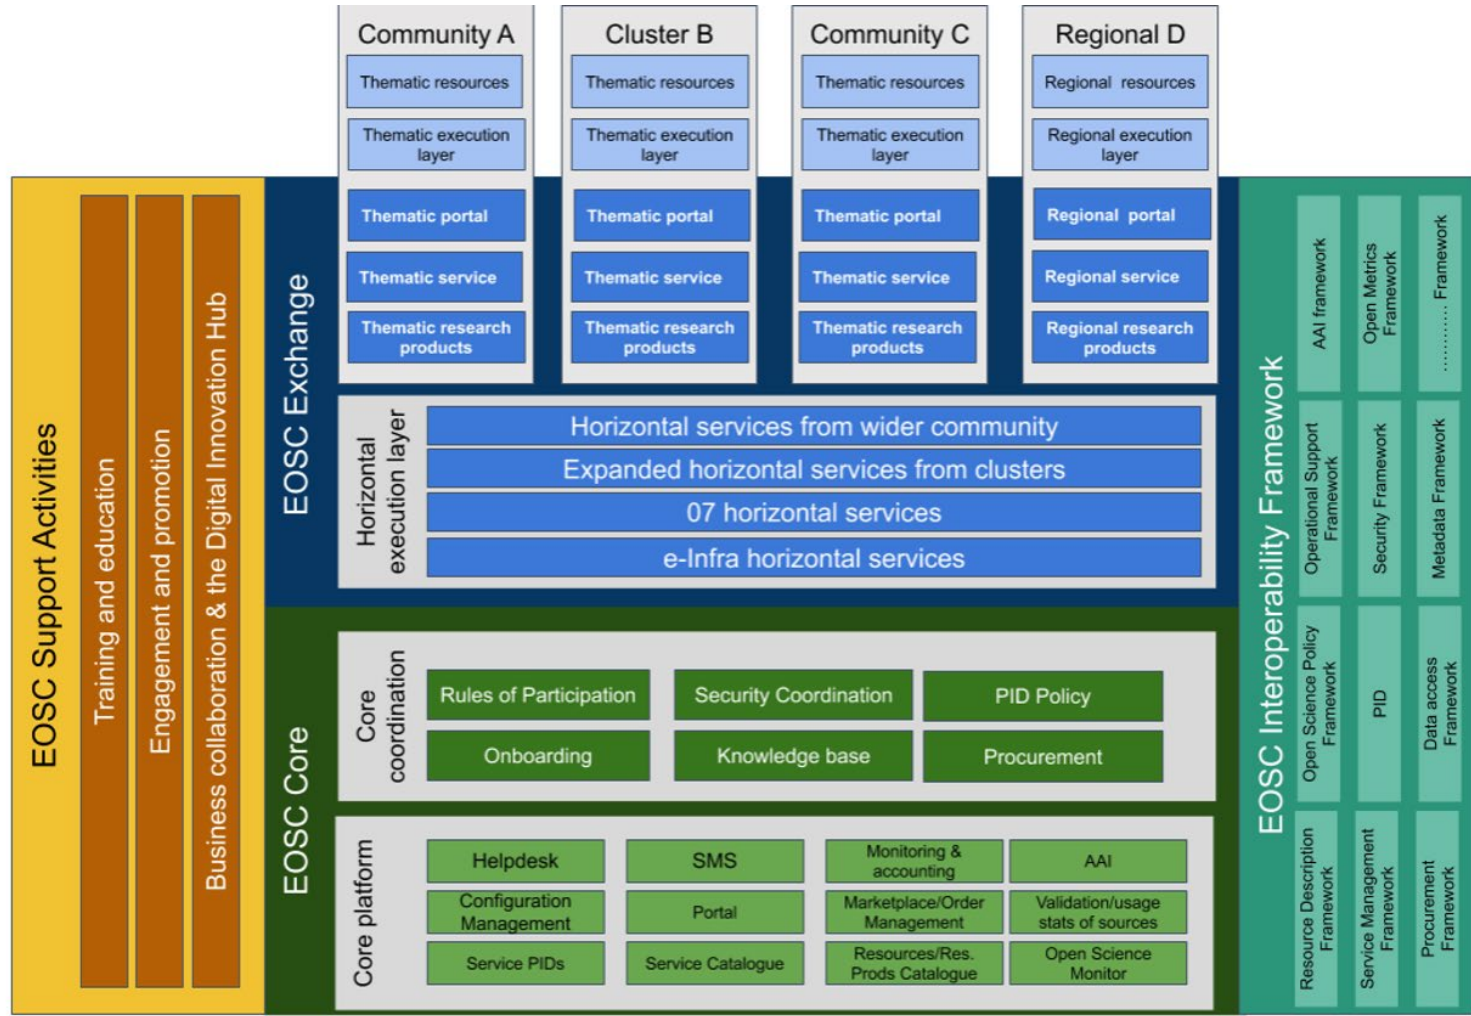 Community A
Thematic resources
Thematic execution
layer
Thematic portal
Thematic service
Thematic research
products
Cluster B
Thematic resources
Thematic execution
layer
Thematic portal
Thematic service
Thematic research
products
Community C
Thematic resources
Thematic execution
layer
Thematic portal
Thematic service
Thematic research
products
Regional D
Regional resources
Regional execution
layer
Regional portal
Regional service
Regional research
products
EOSC Support Activities
Training and education
Engagement and promotion
Business collaboration & the Digital Innovation Hub
EOSC Exchange
Horizontal
execution layer
Horizontal services from wider community
Expanded horizontal services from clusters
07 horizontal services
e-Infra horizontal services
EOSC Core
Core
coordination
Rules of Participation
Security Coordination
PID Policy
Onboarding
Knowledge base
Procurement
Core platform
Helpdesk
SMS
Monitoring &
accounting
AAI
Configuration
Management
Portal
Marketplace/Order
Management
Validation/usage
stats of sources
Service PIDs
Service Catalogue
Resources/Res.
Prods Catalogue
Open Science
Monitor
EOSC Interoperability Framework
AAI framework
Open Metrics
Framework
........... Framework
Operational Support
Framework
Security Framework
Metadata Framework
Open Science Policy
Framework
PID
Data access
Framework
Resource Description
Framework
Service Management
Framework
Procurement
Framework